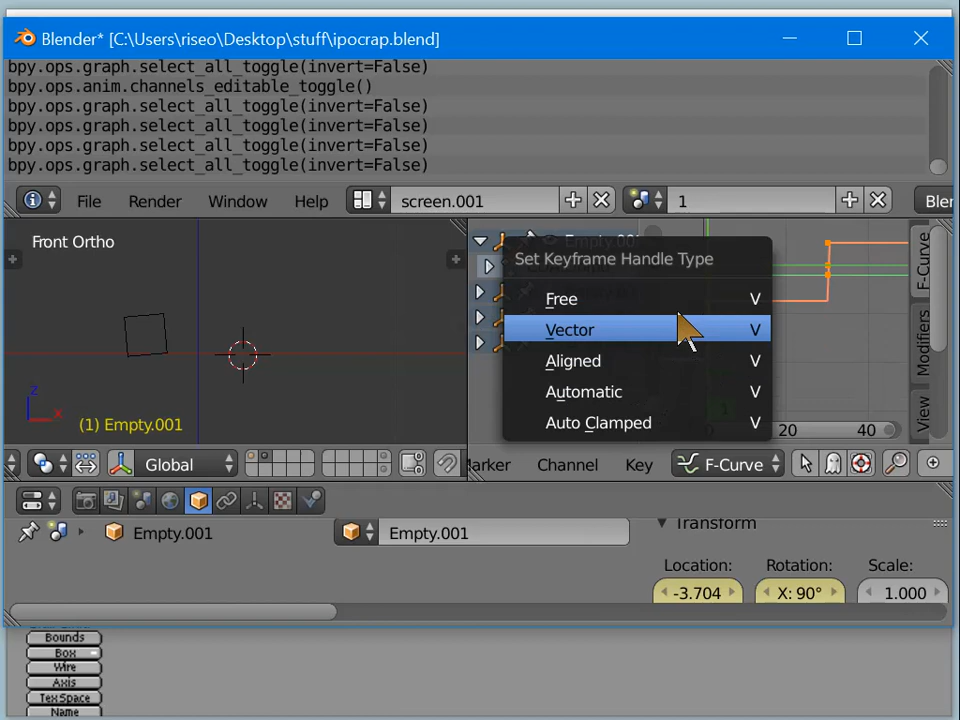 Blender* [C:\Users\riseo\Desktop\stuff\ipocrap.blend]
bpy.ops.graph.select_all_toggle(invert=False)
bpy.ops.anim.channels_editable_toggle()
bpy.ops.graph.select_all_toggle(invert=False)
bpy.ops.graph.select_all_toggle(invert=False)
bpy.ops.graph.select_all_toggle(invert=False)
bpy.ops.graph.select_all_toggle(invert=False)
File Render Window Help screen.001 1 Blen
Front Ortho
z
x
(1) Empty.001
Empty.00
Set Keyframe Handle Type
Free V
Vector V
Aligned V
Automatic V
Auto Clamped V
20 40
F-Curve
Modifiers
View
Global
Marker Channel Key F-Curve
Empty.001 Empty.001
Transform
Location: Rotation: Scale:
-3.704 X: 90° 1.000
Bounds
Box
Wire
Axis
TexSpace
Name